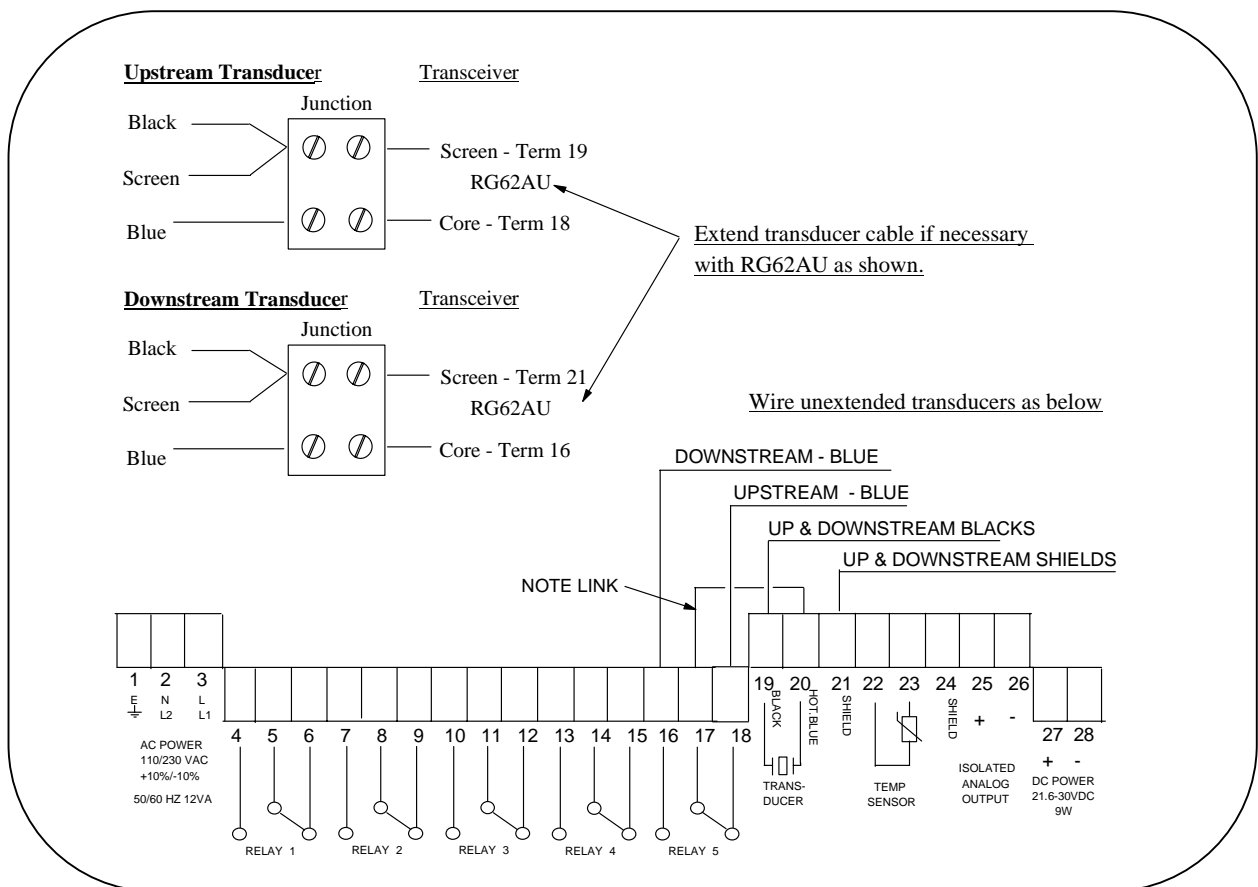 Upstream Transducer
Transceiver
Junction
Black
Screen
Blue
Screen - Term 19
RG62AU
Core - Term 18
Extend transducer cable if necessary
with RG62AU as shown.
Downstream Transducer
Transceiver
Junction
Black
Screen
Blue
Screen - Term 21
RG62AU
Core - Term 16
Wire unextended transducers as below
DOWNSTREAM - BLUE
UPSTREAM - BLUE
UP & DOWNSTREAM BLACKS
UP & DOWNSTREAM SHIELDS
NOTE LINK
1 2 3
E N L
L2 L1
AC POWER
110/230 VAC
+10%/-10%
50/60 HZ 12VA
4 5 6 7 8 9 10 11 12 13 14 15 16 17 18
RELAY 1 RELAY 2 RELAY 3 RELAY 4 RELAY 5
19 20 21 22 23 24 25 26
BLACK
HOT.BLUE
SHIELD
SHIELD
+ -
TRANS-
DUCER
TEMP
SENSOR
ISOLATED
ANALOG
OUTPUT
27 28
+ -
DC POWER
21.6-30VDC
9W